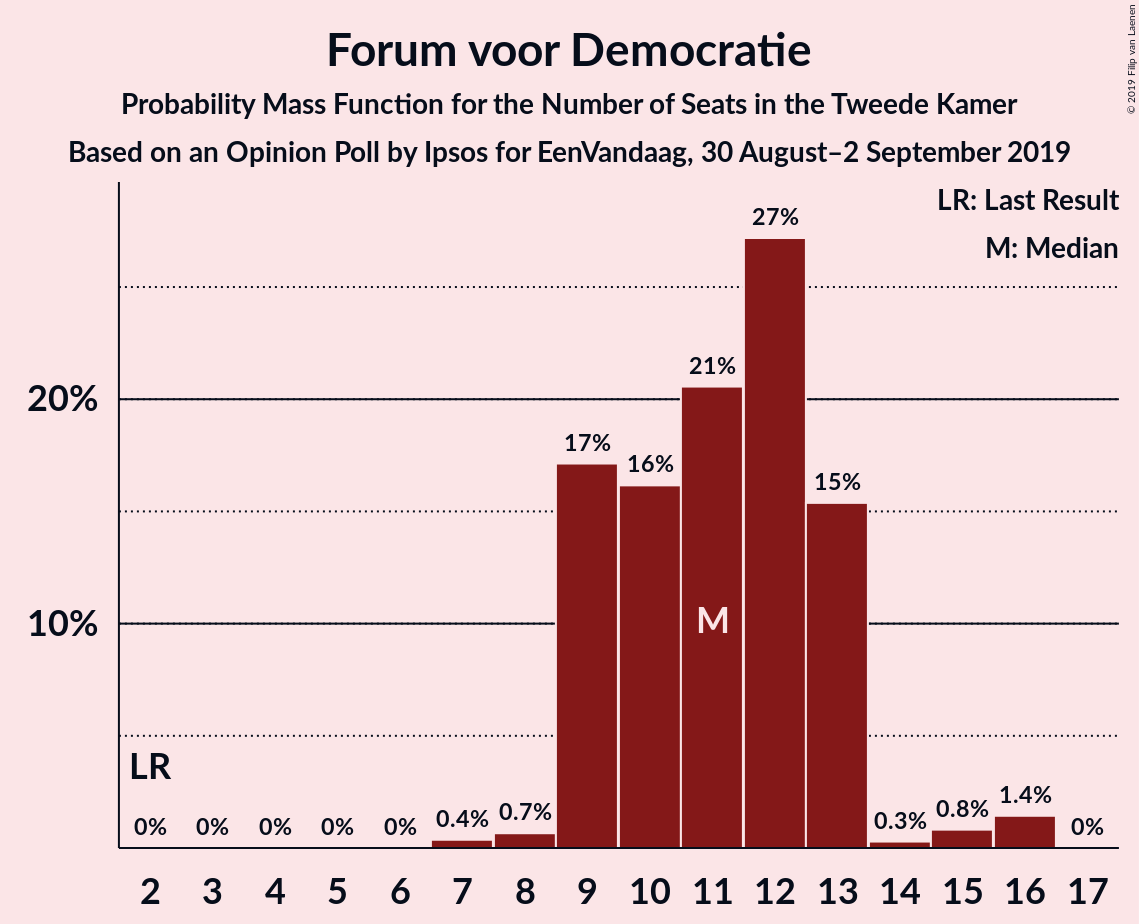 Forum voor Democratie
Probability Mass Function for the Number of Seats in the Tweede Kamer
Based on an Opinion Poll by Ipsos for EenVandaag, 30 August–2 September 2019
© 2019 Filip van Laenen
LR: Last Result
M: Median
27%
21%
20%
17%
16%
15%
M
10%
LR
0% 0% 0% 0% 0% 0.4% 0.7% 0.3% 0.8% 1.4% 0%
2 3 4 5 6 7 8 9 10 11 12 13 14 15 16 17